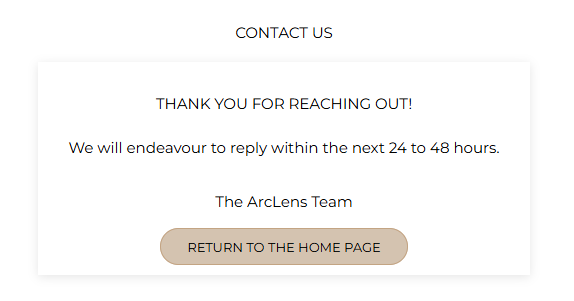 CONTACT US
THANK YOU FOR REACHING OUT!
We will endeavour to reply within the next 24 to 48 hours.
The ArcLens Team
RETURN TO THE HOME PAGE